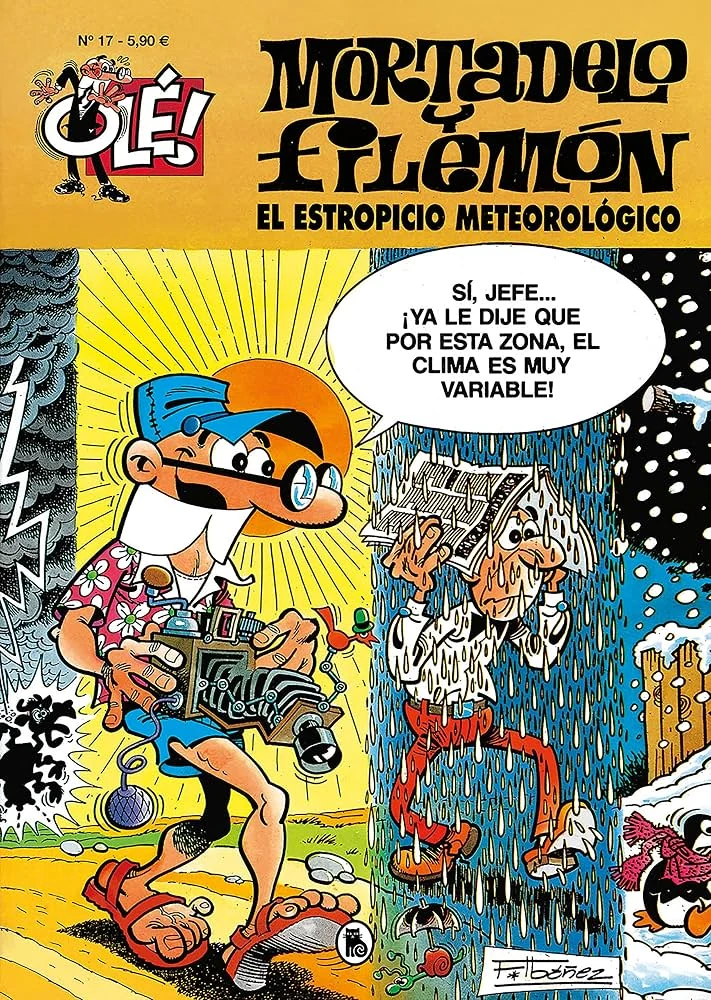 Nº 17 - 5,90 €
OLÉ!
MORTADELO
Y
FILEMÓN
EL ESTROPICIO METEOROLÓGICO
SÍ, JEFE...
¡YA LE DIJE QUE
POR ESTA ZONA, EL
CLIMA ES MUY
VARIABLE!
F. Ibáñez